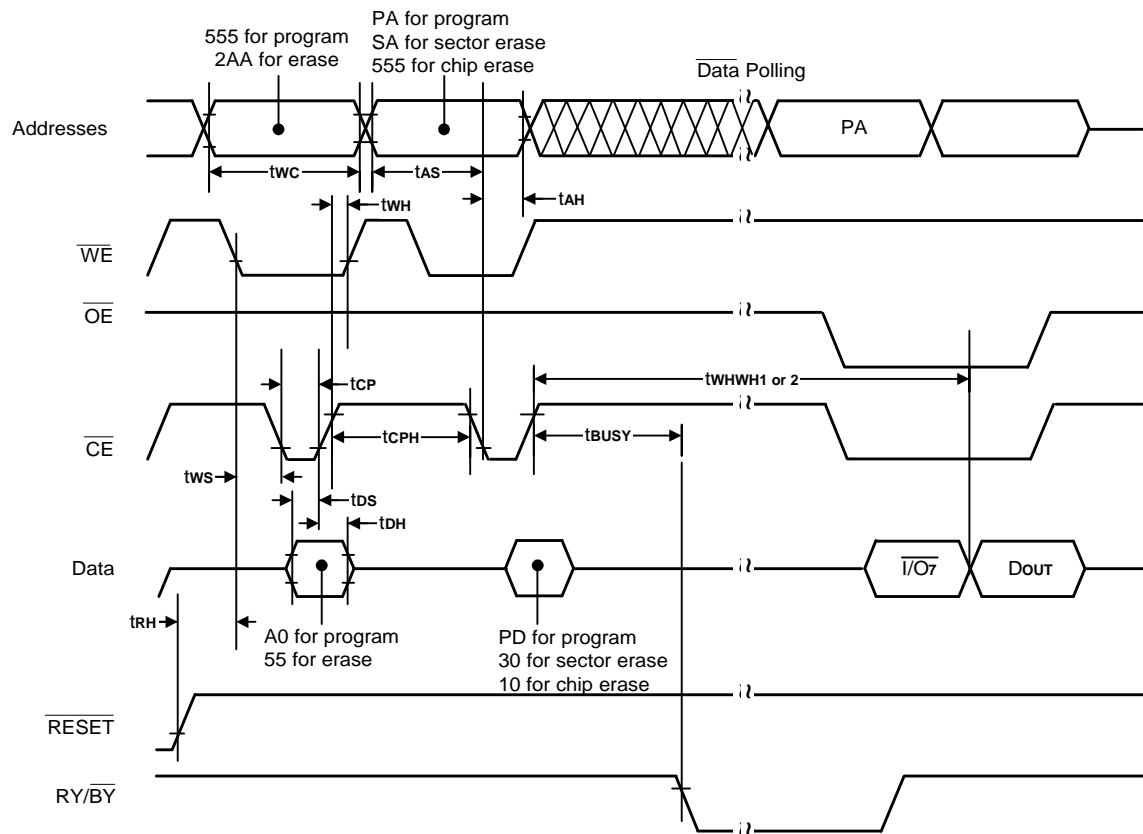 555 for program
2AA for erase
PA for program
SA for sector erase
555 for chip erase
Data Polling
Addresses
PA
tWC
tAS
tAH
tWH
WE
OE
tCP
tWHWH1 or 2
CE
tCPH
tBUSY
tWS
tDS
tDH
Data
I/O7
DOUT
tRH
A0 for program
55 for erase
PD for program
30 for sector erase
10 for chip erase
RESET
RY/BY